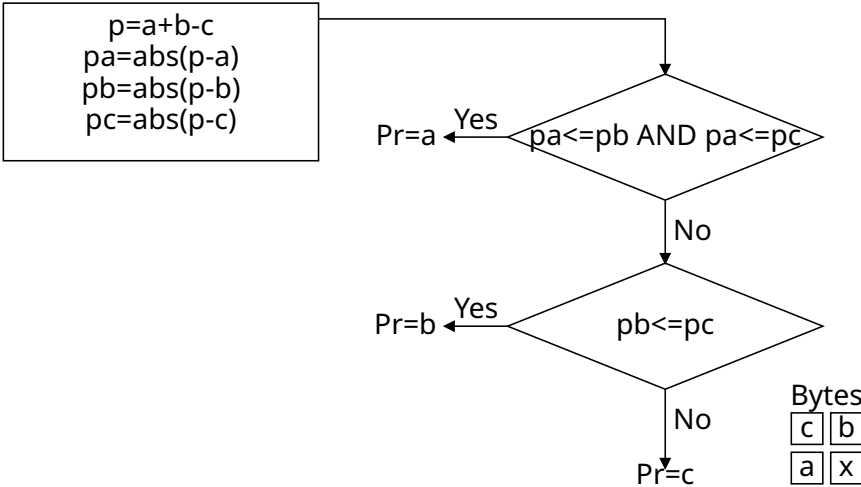 p=a+b-c
pa=abs(p-a)
pb=abs(p-b)
pc=abs(p-c)
Pr=a
Yes
pa<=pb AND pa<=pc
No
Pr=b
Yes
pb<=pc
No
Pr=c
Bytes
c b
a x